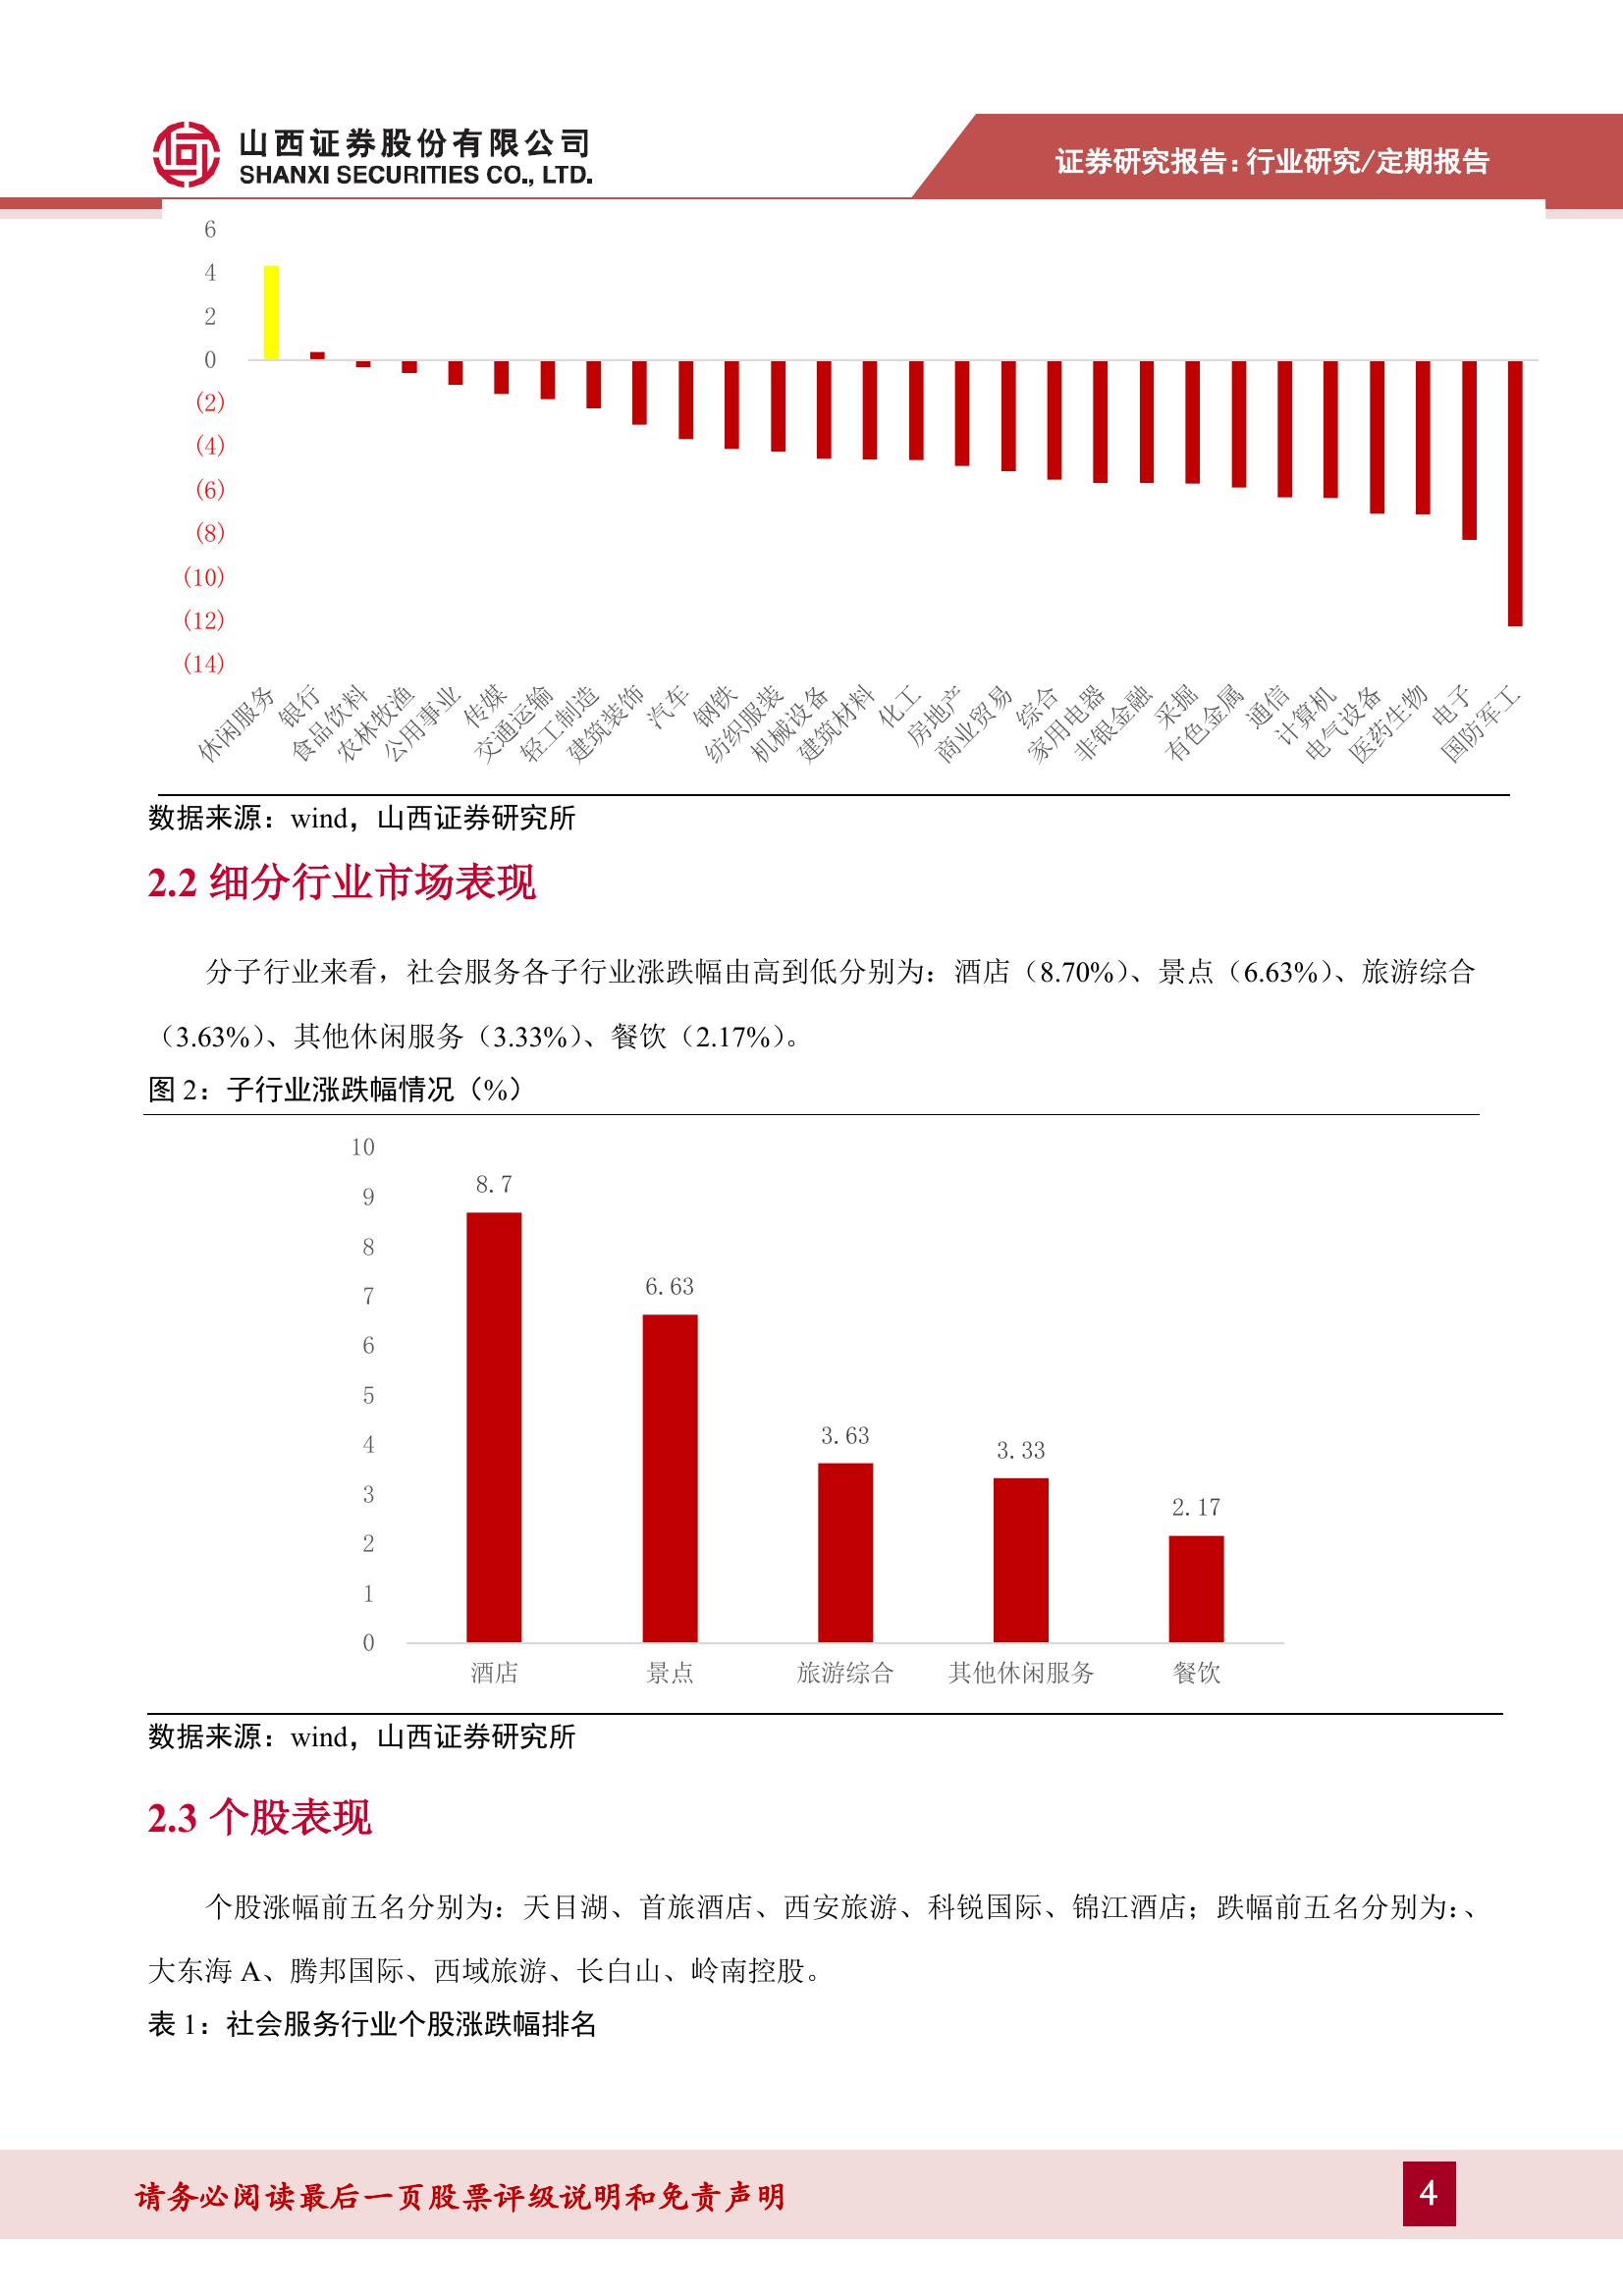 山西证券股份有限公司
SHANXI SECURITIES CO., LTD.
证券研究报告：行业研究/定期报告
6
4
2
0
(2)
(4)
(6)
(8)
(10)
(12)
(14)
休闲服务 银行 食品饮料 农林牧渔 公用事业 传媒 交通运输 轻工制造 建筑装饰 汽车 钢铁 纺织服装 机械设备 建筑材料 化工 房地产 商业贸易 综合 家用电器 非银金融 采掘 有色金属 通信 计算机 电气设备 医药生物 电子 国防军工
数据来源：wind，山西证券研究所
2.2 细分行业市场表现
分子行业来看，社会服务各子行业涨跌幅由高到低分别为：酒店（8.70%）、景点（6.63%）、旅游综合
（3.63%）、其他休闲服务（3.33%）、餐饮（2.17%）。
图 2：子行业涨跌幅情况（%）
10
9
8
7
6
5
4
3
2
1
0
8.7
6.63
3.63
3.33
2.17
酒店 景点 旅游综合 其他休闲服务 餐饮
数据来源：wind，山西证券研究所
2.3 个股表现
个股涨幅前五名分别为：天目湖、首旅酒店、西安旅游、科锐国际、锦江酒店；跌幅前五名分别为：、
大东海 A、腾邦国际、西域旅游、长白山、岭南控股。
表 1：社会服务行业个股涨跌幅排名
请务必阅读最后一页股票评级说明和免责声明
4